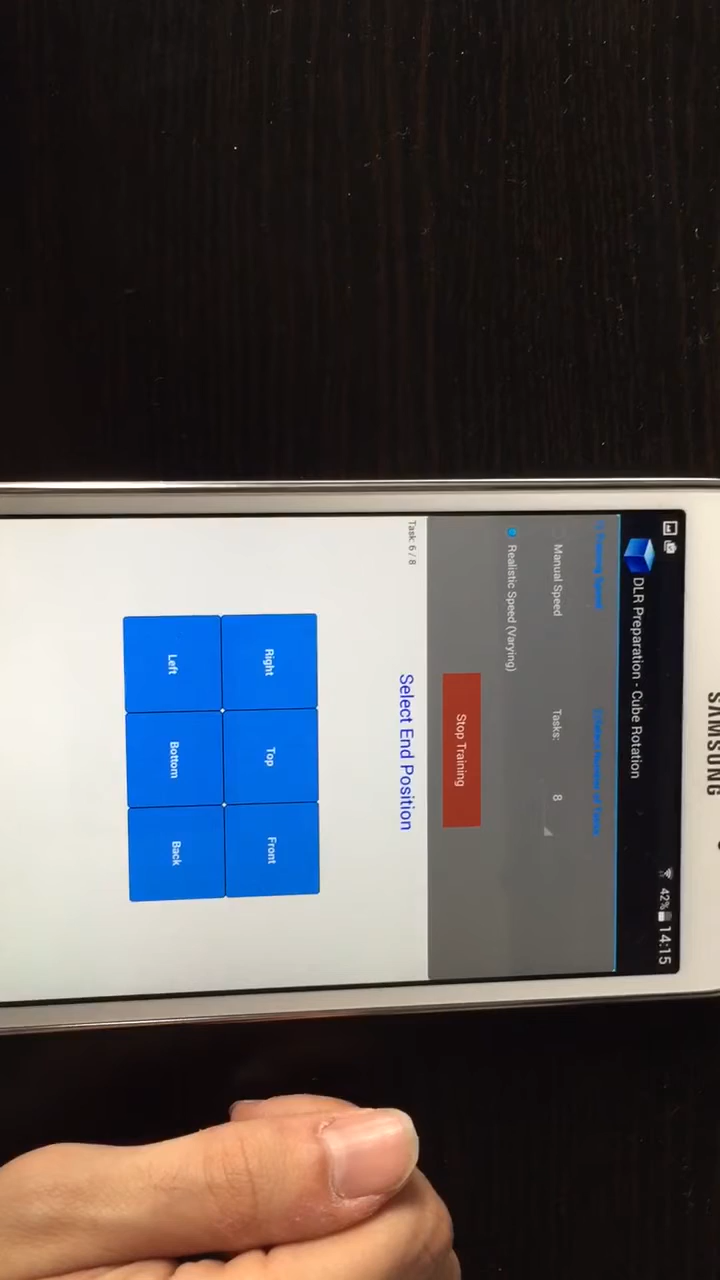 SAMSUNG
42% 14:15
DLR Preparation - Cube Rotation
Manual Speed
Tasks: 8
Realistic Speed (Varying)
Stop Training
Task: 6 / 8
Select End Position
Right Top Front
Left Bottom Back